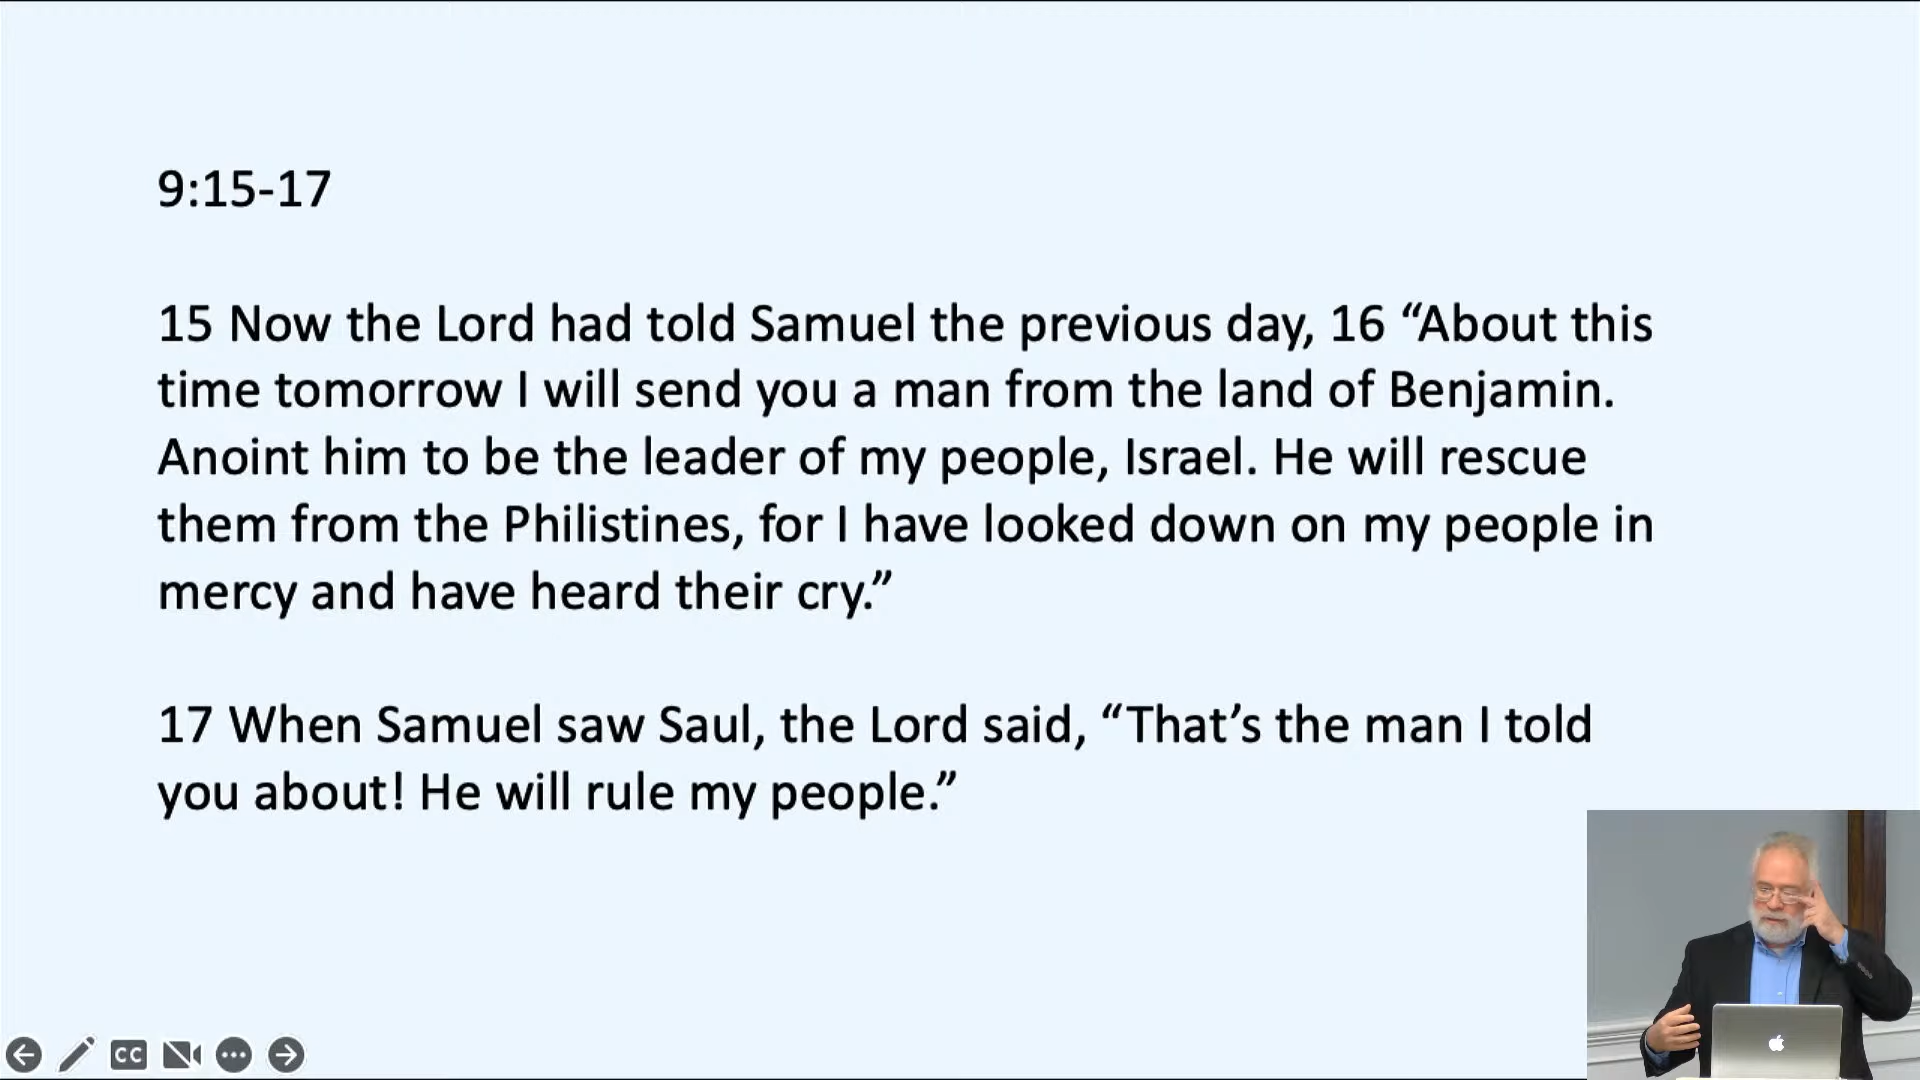 9:15-17
15 Now the Lord had told Samuel the previous day, 16 “About this
time tomorrow I will send you a man from the land of Benjamin.
Anoint him to be the leader of my people, Israel. He will rescue
them from the Philistines, for I have looked down on my people in
mercy and have heard their cry.”
17 When Samuel saw Saul, the Lord said, “That’s the man I told
you about! He will rule my people.”
CC